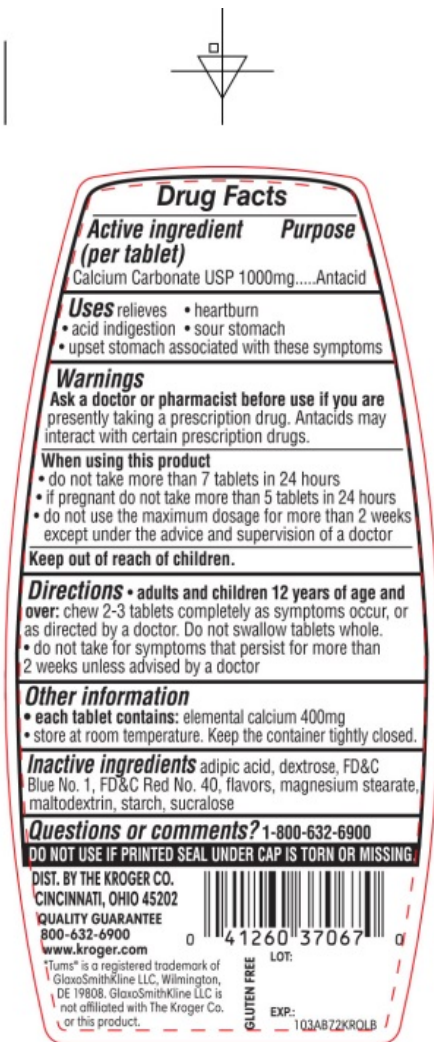 Drug Facts
Active ingredient Purpose
(per tablet)
Calcium Carbonate USP 1000mg.....Antacid
Uses relieves • heartburn
• acid indigestion • sour stomach
• upset stomach associated with these symptoms
Warnings
Ask a doctor or pharmacist before use if you are
presently taking a prescription drug. Antacids may
interact with certain prescription drugs.
When using this product
• do not take more than 7 tablets in 24 hours
• if pregnant do not take more than 5 tablets in 24 hours
• do not use the maximum dosage for more than 2 weeks
except under the advice and supervision of a doctor
Keep out of reach of children.
Directions • adults and children 12 years of age and
over: chew 2-3 tablets completely as symptoms occur, or
as directed by a doctor. Do not swallow tablets whole.
• do not take for symptoms that persist for more than
2 weeks unless advised by a doctor
Other information
• each tablet contains: elemental calcium 400mg
• store at room temperature. Keep the container tightly closed.
Inactive ingredients adipic acid, dextrose, FD&C
Blue No. 1, FD&C Red No. 40, flavors, magnesium stearate,
maltodextrin, starch, sucralose
Questions or comments? 1-800-632-6900
DO NOT USE IF PRINTED SEAL UNDER CAP IS TORN OR MISSING
DIST. BY THE KROGER CO.
CINCINNATI, OHIO 45202
QUALITY GUARANTEE
800-632-6900
www.kroger.com
"Tums" is a registered trademark of
GlaxoSmithKline LLC, Wilmington,
DE 19808. GlaxoSmithKline LLC is
not affiliated with The Kroger Co.
or this product.
0 41260 37067 0
GLUTEN FREE
LOT:
EXP.:
103AB72KROLB